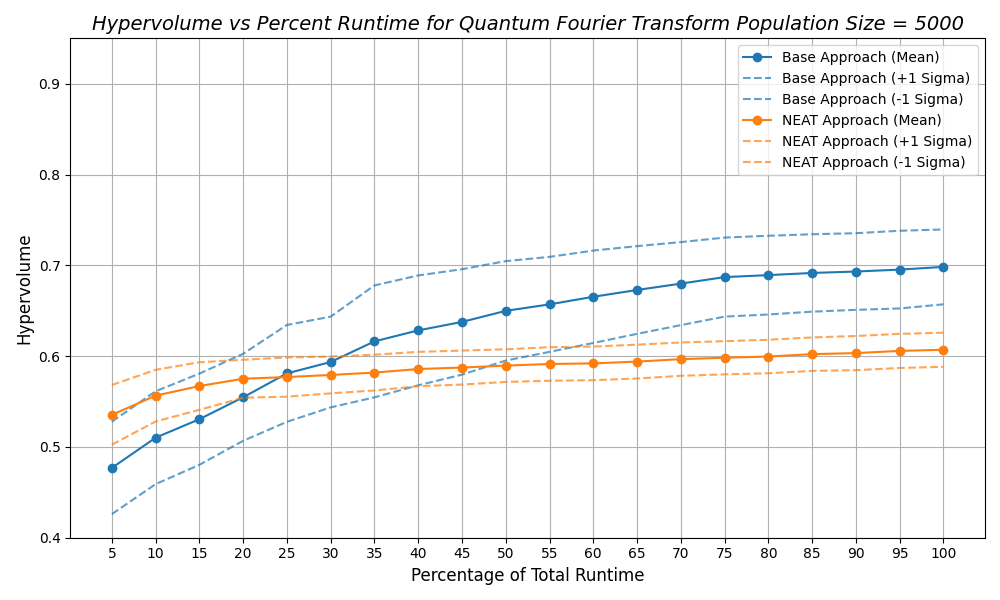 Hypervolume vs Percent Runtime for Quantum Fourier Transform Population Size = 5000
Base Approach (Mean)
Base Approach (+1 Sigma)
Base Approach (-1 Sigma)
NEAT Approach (Mean)
NEAT Approach (+1 Sigma)
NEAT Approach (-1 Sigma)
Hypervolume
0.9
0.8
0.7
0.6
0.5
0.4
5 10 15 20 25 30 35 40 45 50 55 60 65 70 75 80 85 90 95 100
Percentage of Total Runtime